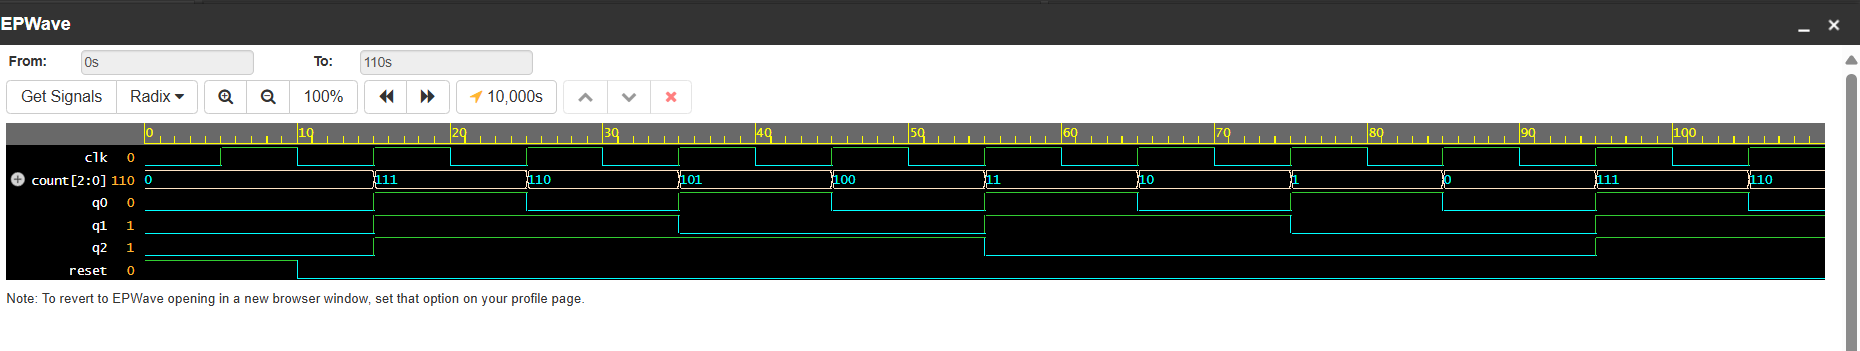 EPWave
From: 0s To: 110s
Get Signals Radix 100% 10,000s
0 10 20 30 40 50 60 70 80 90 100
clk 0
count[2:0] 110 0 111 110 101 100 11 10 1 0 111 110
q0 0
q1 1
q2 1
reset 0
Note: To revert to EPWave opening in a new browser window, set that option on your profile page.